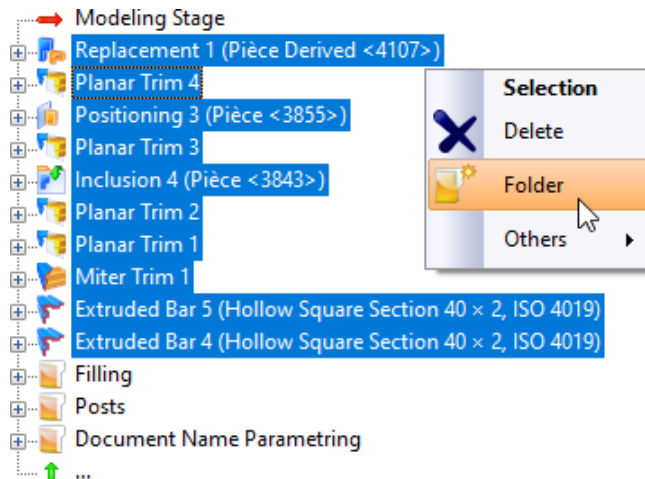 Modeling Stage
Replacement 1 (Pièce Derived <4107>)
Planar Trim 4
Positioning 3 (Pièce <3855>)
Planar Trim 3
Inclusion 4 (Pièce <3843>)
Planar Trim 2
Planar Trim 1
Miter Trim 1
Extruded Bar 5 (Hollow Square Section 40 × 2, ISO 4019)
Extruded Bar 4 (Hollow Square Section 40 × 2, ISO 4019)
Filling
Posts
Document Name Parametring
...
Selection
Delete
Folder
Others